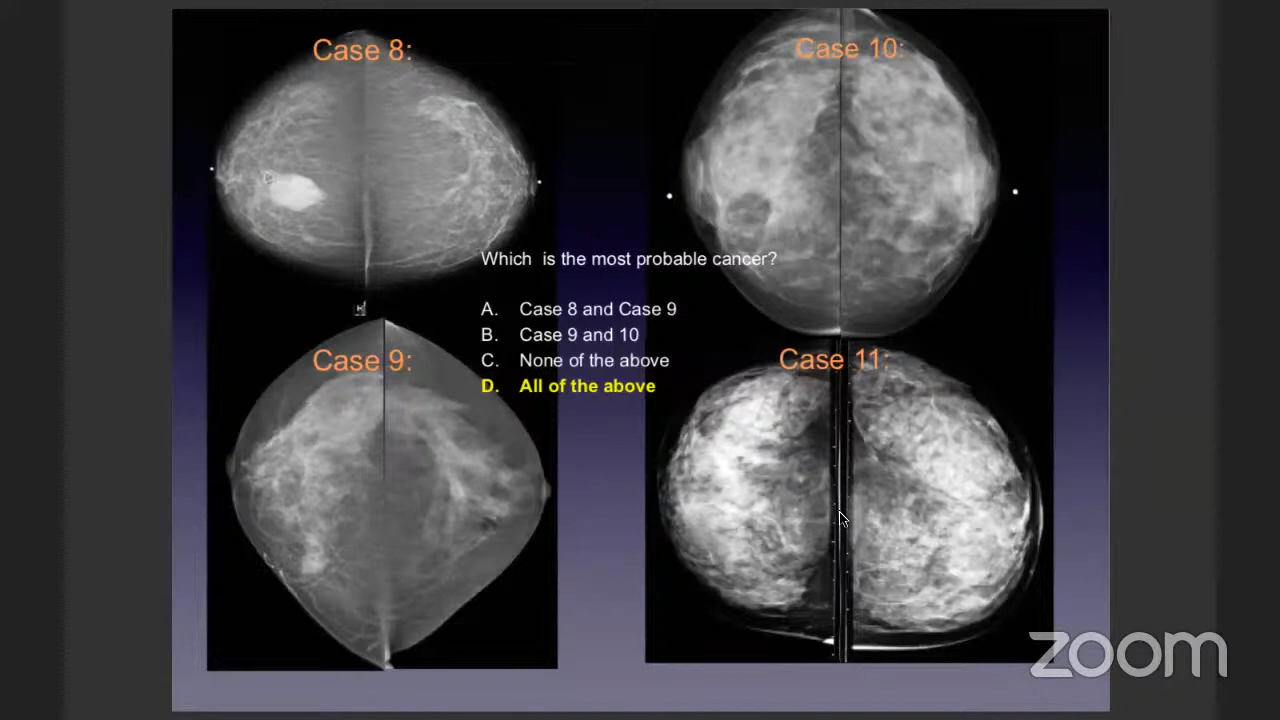 Case 8:
Case 10:
Which is the most probable cancer?
A. Case 8 and Case 9
B. Case 9 and 10
C. None of the above
D. All of the above
Case 9:
Case 11:
zoom